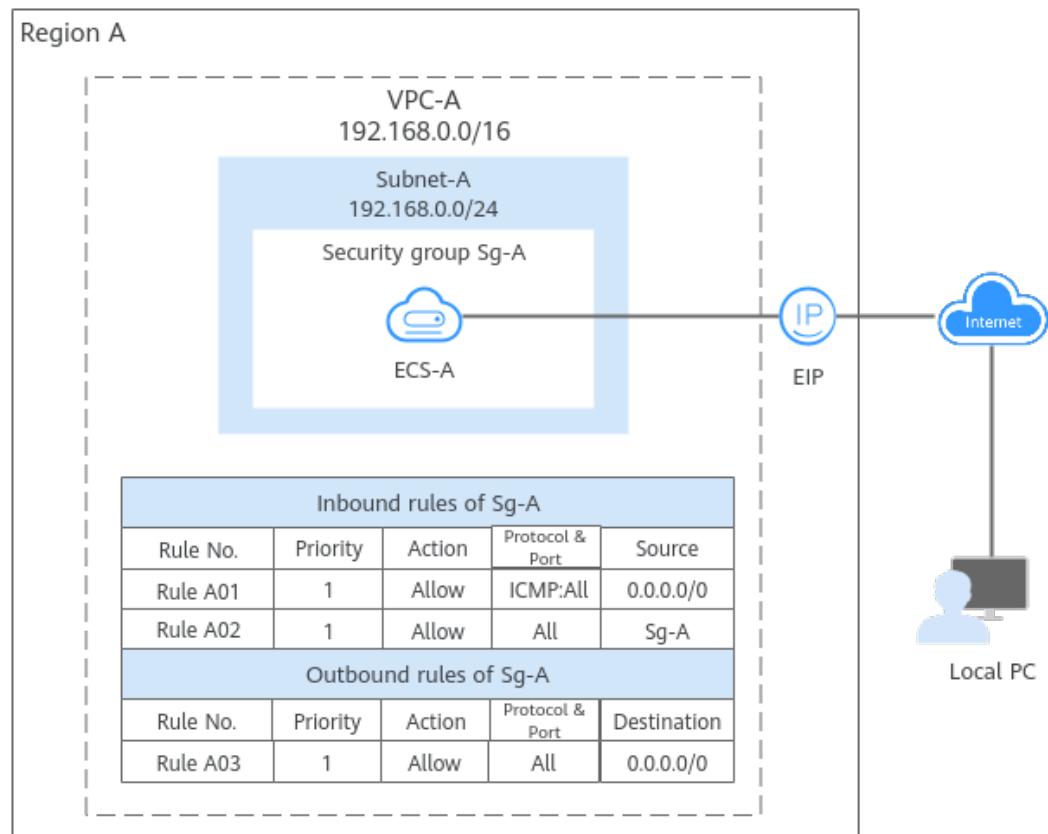 Region A
VPC-A
192.168.0.0/16
Subnet-A
192.168.0.0/24
Security group Sg-A
ECS-A
IP
EIP
Internet
Local PC
Inbound rules of Sg-A
Rule No. Priority Action Protocol & Port Source
Rule A01 1 Allow ICMP:All 0.0.0.0/0
Rule A02 1 Allow All Sg-A
Outbound rules of Sg-A
Rule No. Priority Action Protocol & Port Destination
Rule A03 1 Allow All 0.0.0.0/0